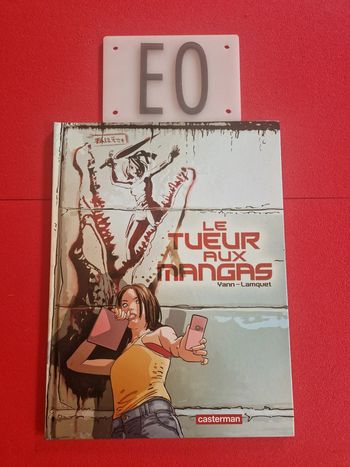 EO
LE
TUEUR
AUX
MANGAS
Yann - Lamquet
casterman